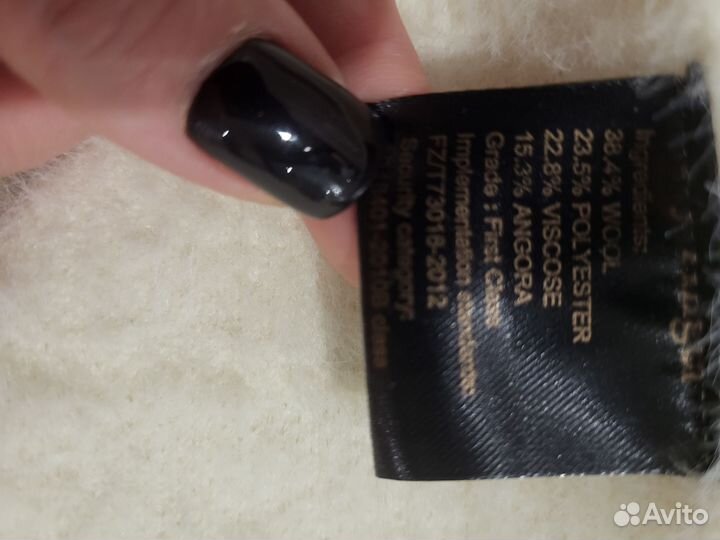 Ingredients:
38.4% WOOL
23.5% POLYESTER
22.8% VISCOSE
15.3% ANGORA
Grade : First Class
Implementation standards:
FZ/T73018-2012
Security category:
class
Avito